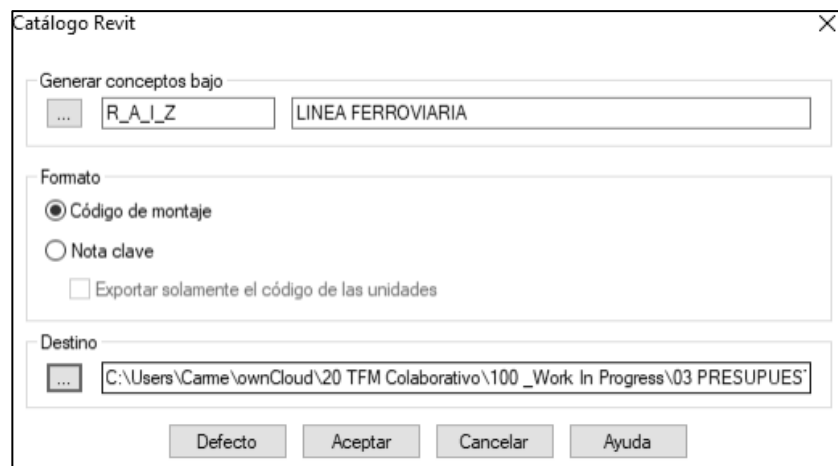 Catálogo Revit
Generar conceptos bajo
... R_A_I_Z LINEA FERROVIARIA
Formato
Código de montaje
Nota clave
Exportar solamente el código de las unidades
Destino
... C:\Users\Carme\ownCloud\20 TFM Colaborativo\100 _Work In Progress\03 PRESUPUEST
Defecto Aceptar Cancelar Ayuda